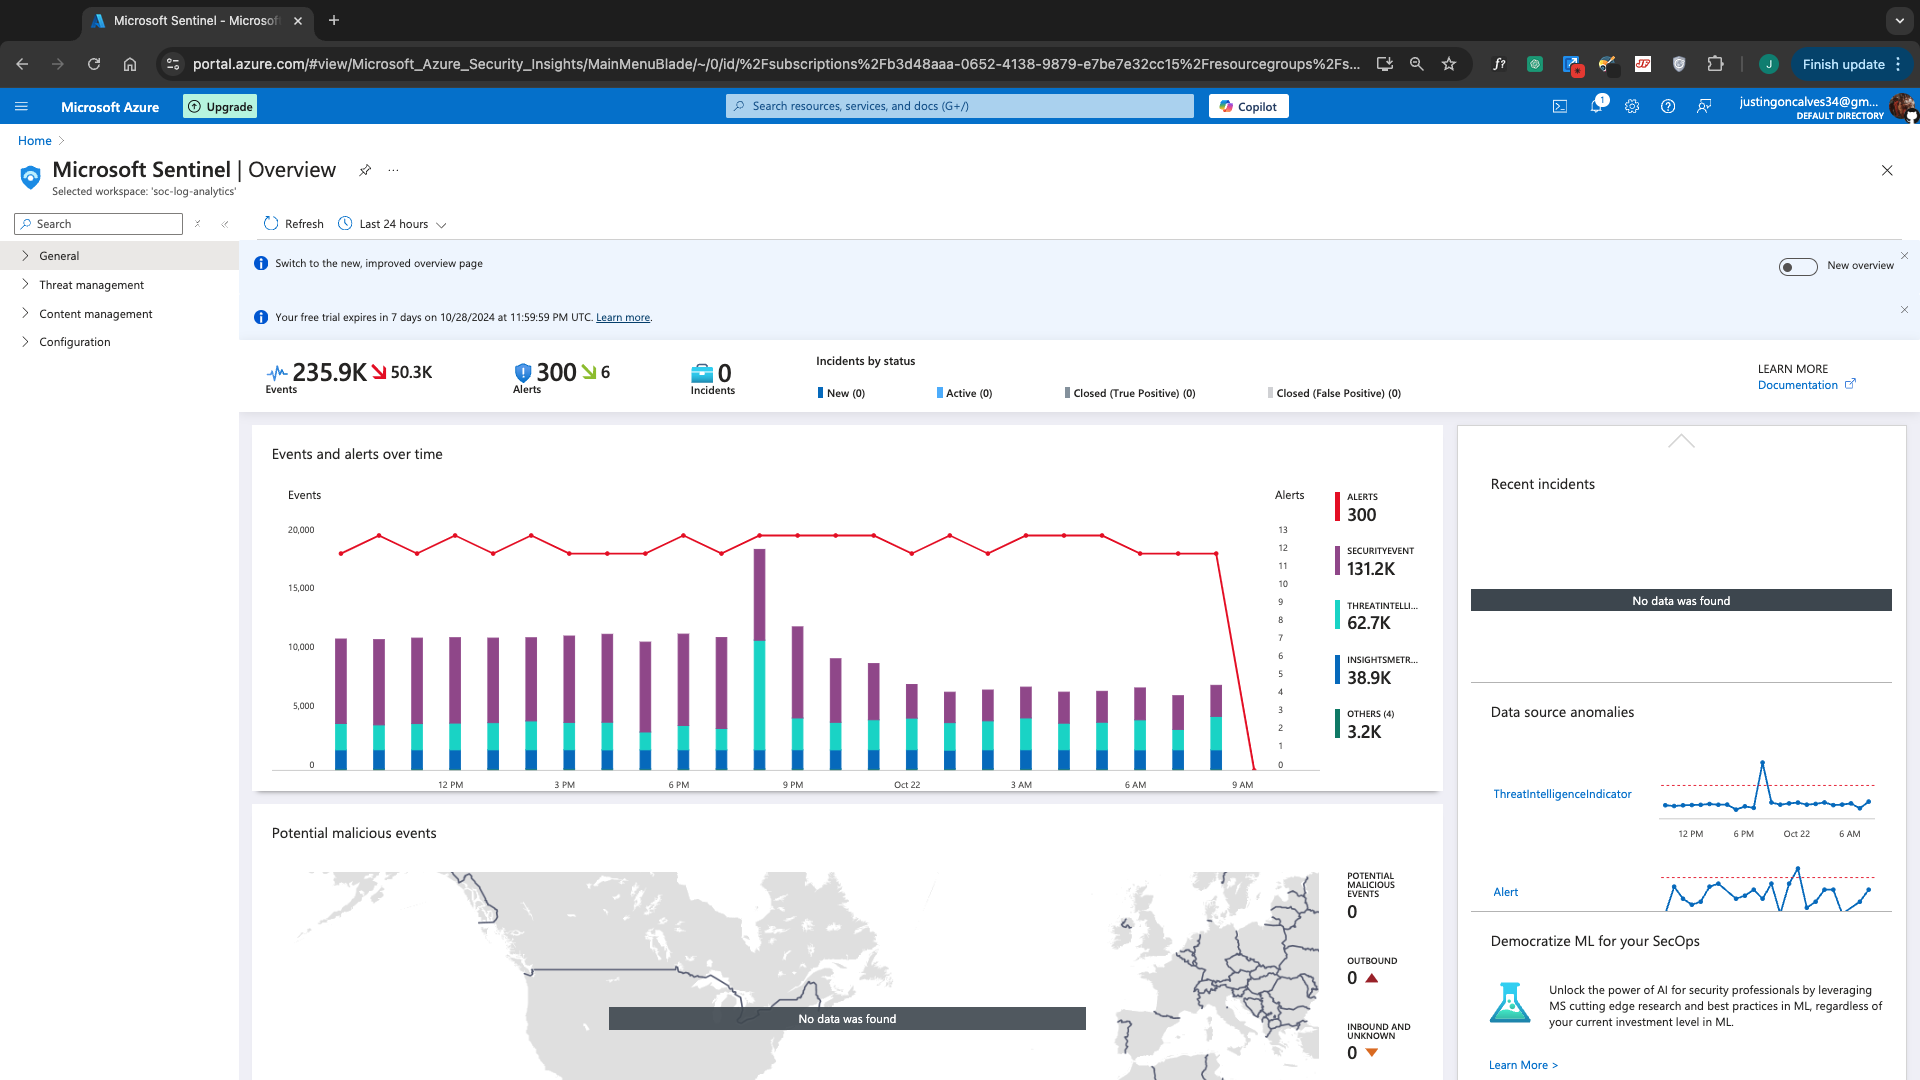 Microsoft Sentinel - Microsof
portal.azure.com/#view/Microsoft_Azure_Security_Insights/MainMenuBlade/~/0/id/%2Fsubscriptions%2Fb3d48aaa-0652-4138-9879-e7be7e32cc15%2Fresourcegroups%2Fs...
f?
J
Finish update
Microsoft Azure
Upgrade
Search resources, services, and docs (G+/)
Copilot
1
justingoncalves34@gm...
DEFAULT DIRECTORY
Home
Microsoft Sentinel | Overview
...
Selected workspace: 'soc-log-analytics'
Search
Refresh
Last 24 hours
General
Threat management
Content management
Configuration
Switch to the new, improved overview page
New overview
Your free trial expires in 7 days on 10/28/2024 at 11:59:59 PM UTC. Learn more.
235.9K 50.3K
Events
300 6
Alerts
0
Incidents
Incidents by status
New (0)
Active (0)
Closed (True Positive) (0)
Closed (False Positive) (0)
LEARN MORE
Documentation
Events and alerts over time
Events
Alerts
20,000
15,000
10,000
5,000
0
13
12
11
10
9
8
7
6
5
4
3
2
1
0
12 PM
3 PM
6 PM
9 PM
Oct 22
3 AM
6 AM
9 AM
ALERTS
300
SECURITYEVENT
131.2K
THREATINTELLI...
62.7K
INSIGHTSMETR...
38.9K
OTHERS (4)
3.2K
Recent incidents
No data was found
Data source anomalies
ThreatIntelligenceIndicator
12 PM
6 PM
Oct 22
6 AM
Alert
Democratize ML for your SecOps
Unlock the power of AI for security professionals by leveraging
MS cutting edge research and best practices in ML, regardless of
your current investment level in ML.
Learn More >
Potential malicious events
No data was found
POTENTIAL
MALICIOUS
EVENTS
0
OUTBOUND
0
INBOUND AND
UNKNOWN
0